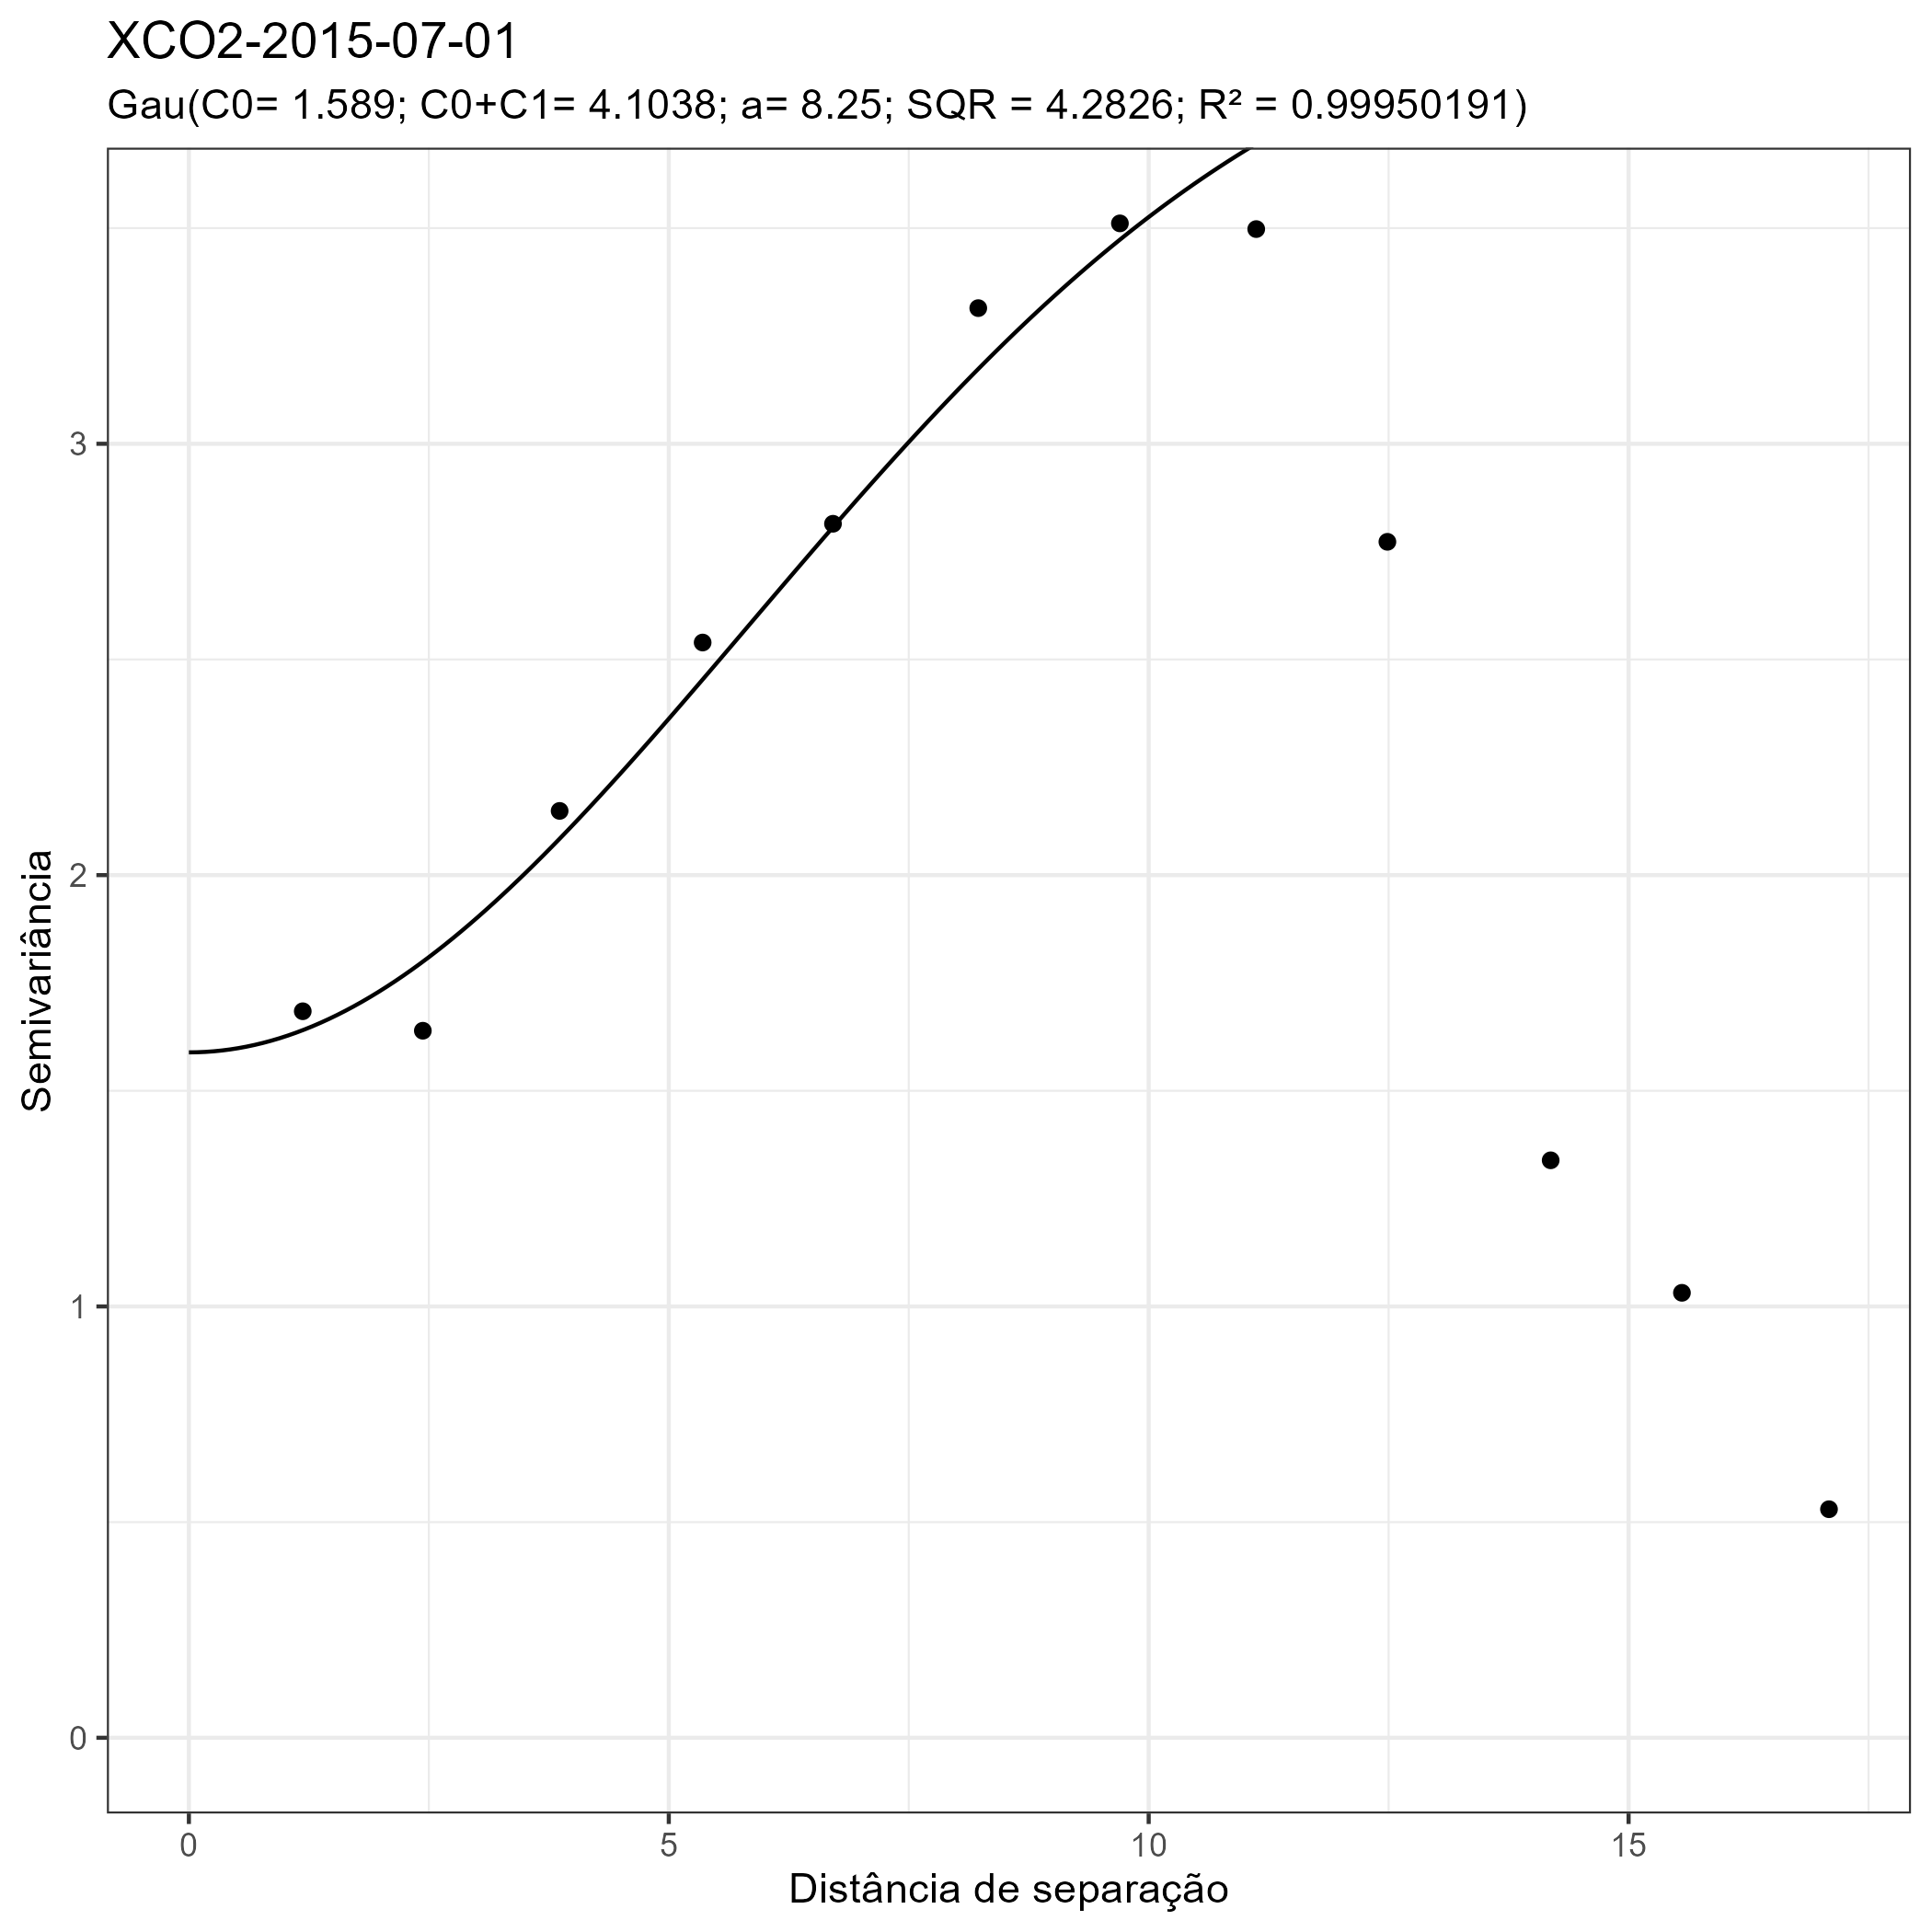 XCO2-2015-07-01
Gau(C0= 1.589; C0+C1= 4.1038; a= 8.25; SQR = 4.2826; R² = 0.99950191)
Semivariância
3
2
1
0
0 5 10 15
Distância de separação